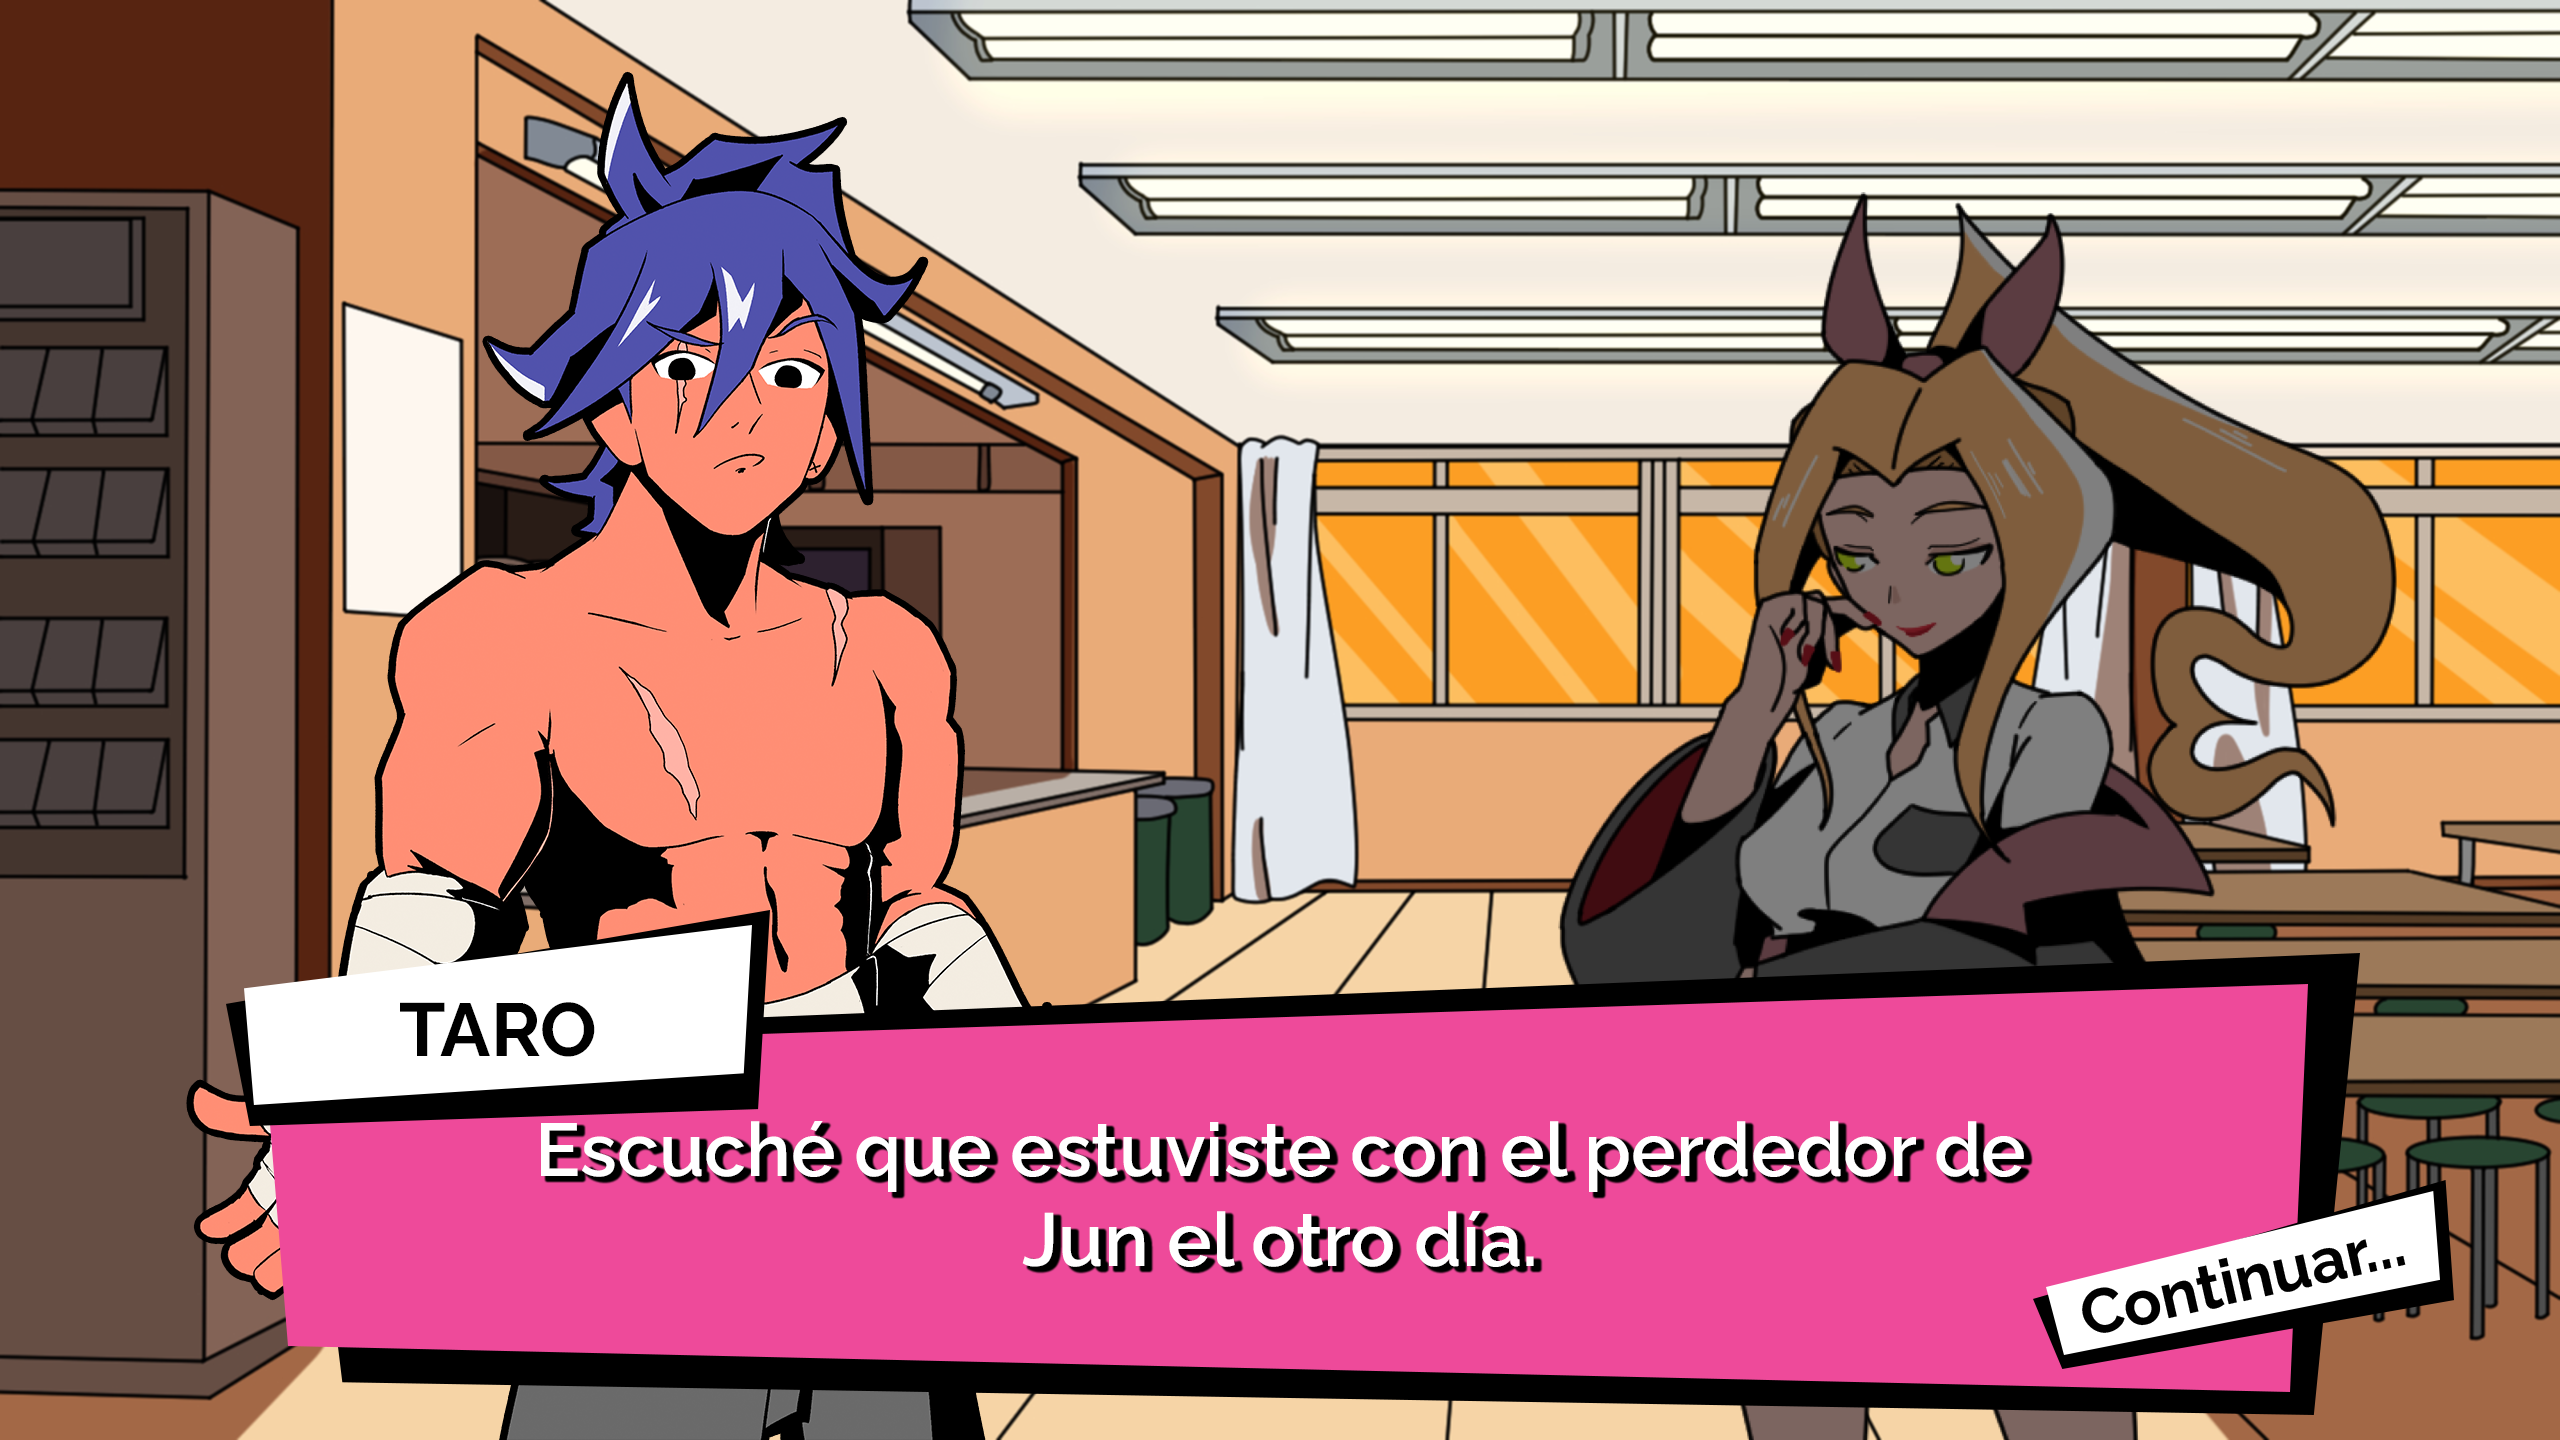 TARO
Escuché que estuviste con el perdedor de
Jun el otro día.
Continuar...